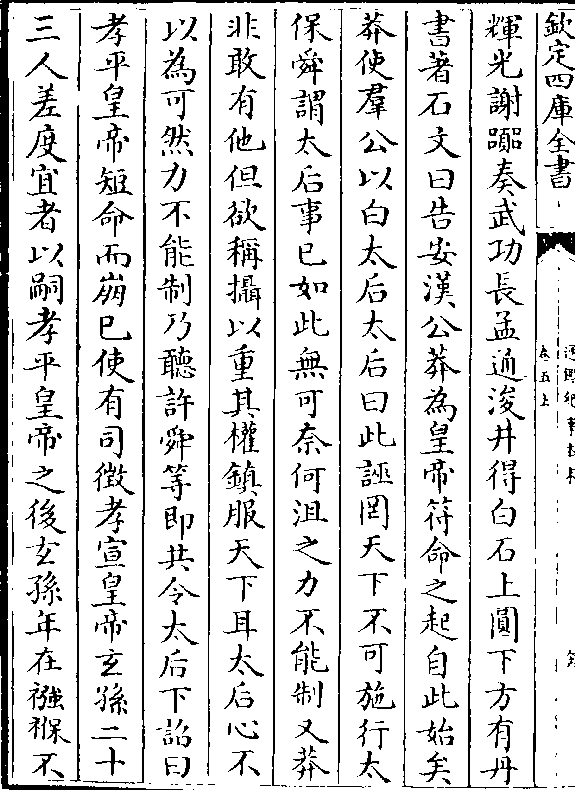 欽定四庫全書
通鑑紀事本末
卷五上
輝光謝囂奏武功長孟通浚井得白石上圓下方有丹
書著石文曰告安漢公莽為皇帝符命之起自此始矣
莽使羣公以白太后太后曰此誣罔天下不可施行太
保舜謂太后事已如此無可奈何沮之力不能制又莽
非敢有他但欲稱攝以重其權鎮服天下耳太后心不
以為可然力不能制乃聽許舜等即共令太后下詔曰
孝平皇帝短命而崩已使有司徵孝宣皇帝玄孫二十
三人差度宜者以嗣孝平皇帝之後玄孫年在襁褓不